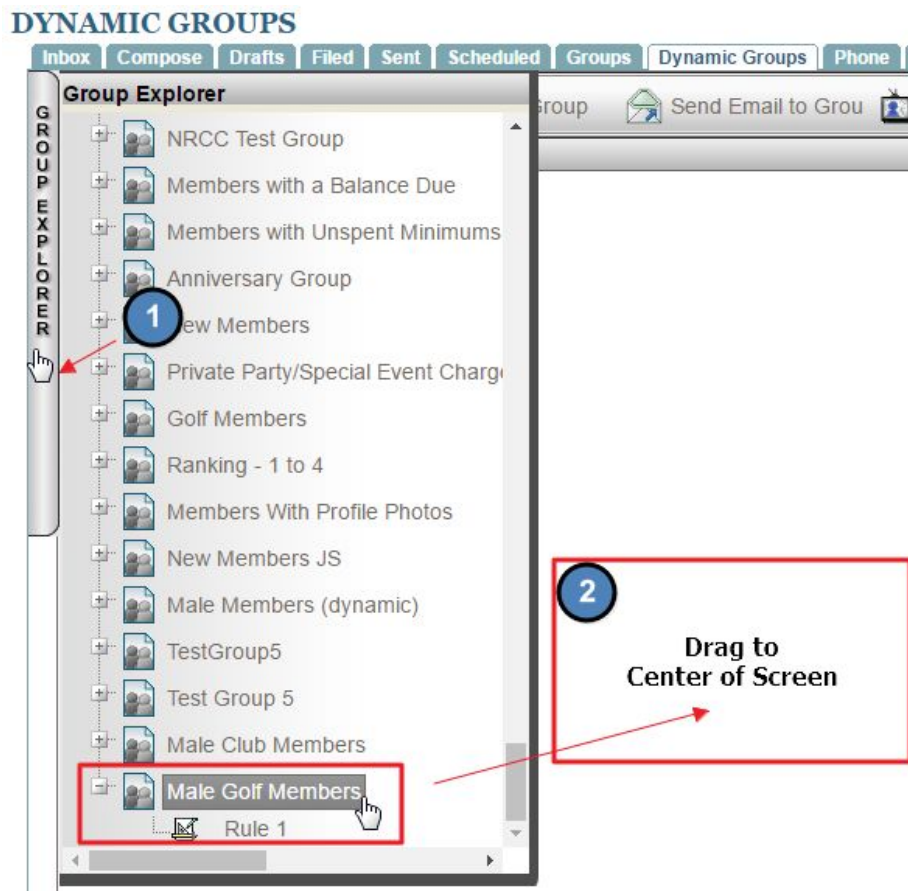 DYNAMIC GROUPS
Inbox Compose Drafts Filed Sent Scheduled Groups Dynamic Groups Phone
GROUP EXPLORER
Group Explorer
Group Send Email to Grou
NRCC Test Group
Members with a Balance Due
Members with Unspent Minimums
Anniversary Group
1
New Members
Private Party/Special Event Charg
Golf Members
Ranking - 1 to 4
Members With Profile Photos
New Members JS
2
Male Members (dynamic)
TestGroup5
Drag to
Center of Screen
Test Group 5
Male Club Members
Male Golf Members
Rule 1